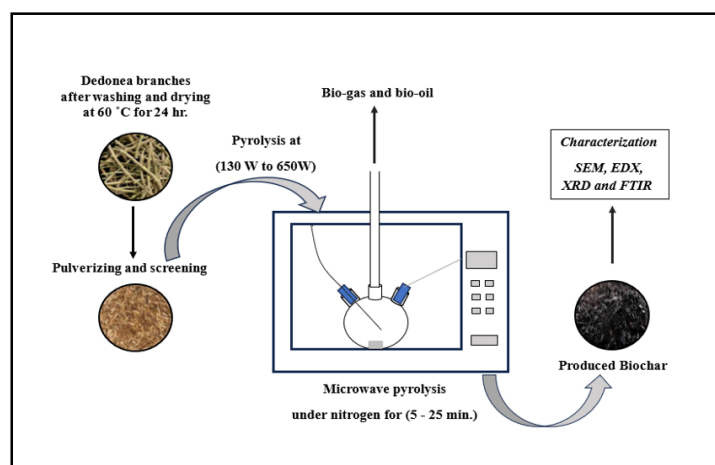 Dedonea branches
after washing and drying
at 60 ˚C for 24 hr.
Pulverizing and screening
Pyrolysis at
(130 W to 650W)
Bio-gas and bio-oil
Microwave pyrolysis
under nitrogen for (5 - 25 min.)
Characterization
SEM, EDX,
XRD and FTIR
Produced Biochar